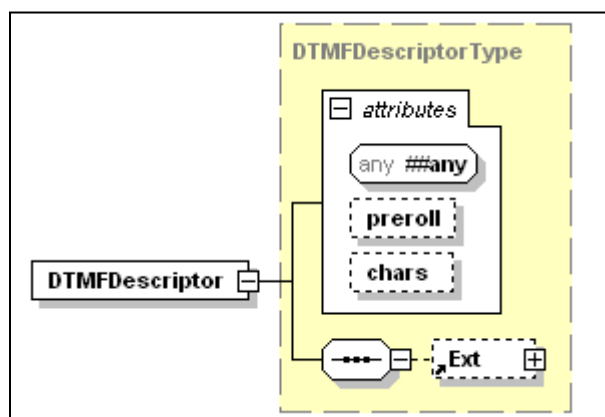 DTMFDescriptorType
attributes
any ##any
preroll
chars
DTMFDescriptor
Ext